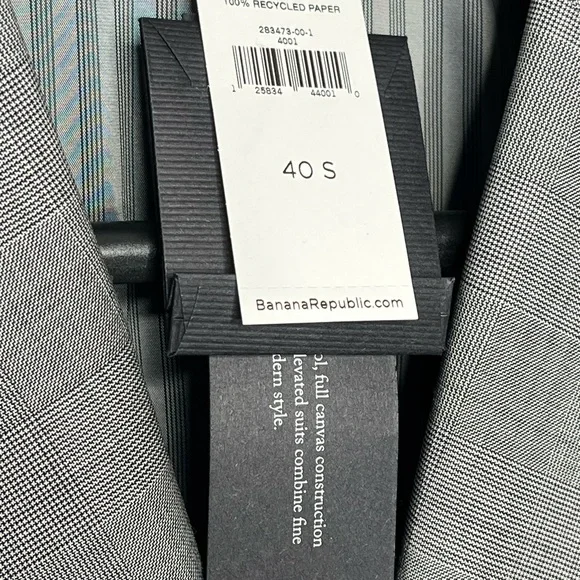 100% RECYCLED PAPER
283473-00-1
4001
1 25834 44001 0
40 S
BananaRepublic.com
ol, full canvas construction
levated suits combine fine
dern style.